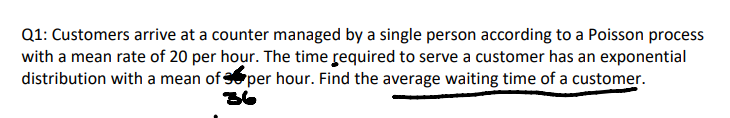 Q1: Customers arrive at a counter managed by a single person according to a Poisson process
with a mean rate of 20 per hour. The time required to serve a customer has an exponential
distribution with a mean of per hour. Find the average waiting time of a customer.
36